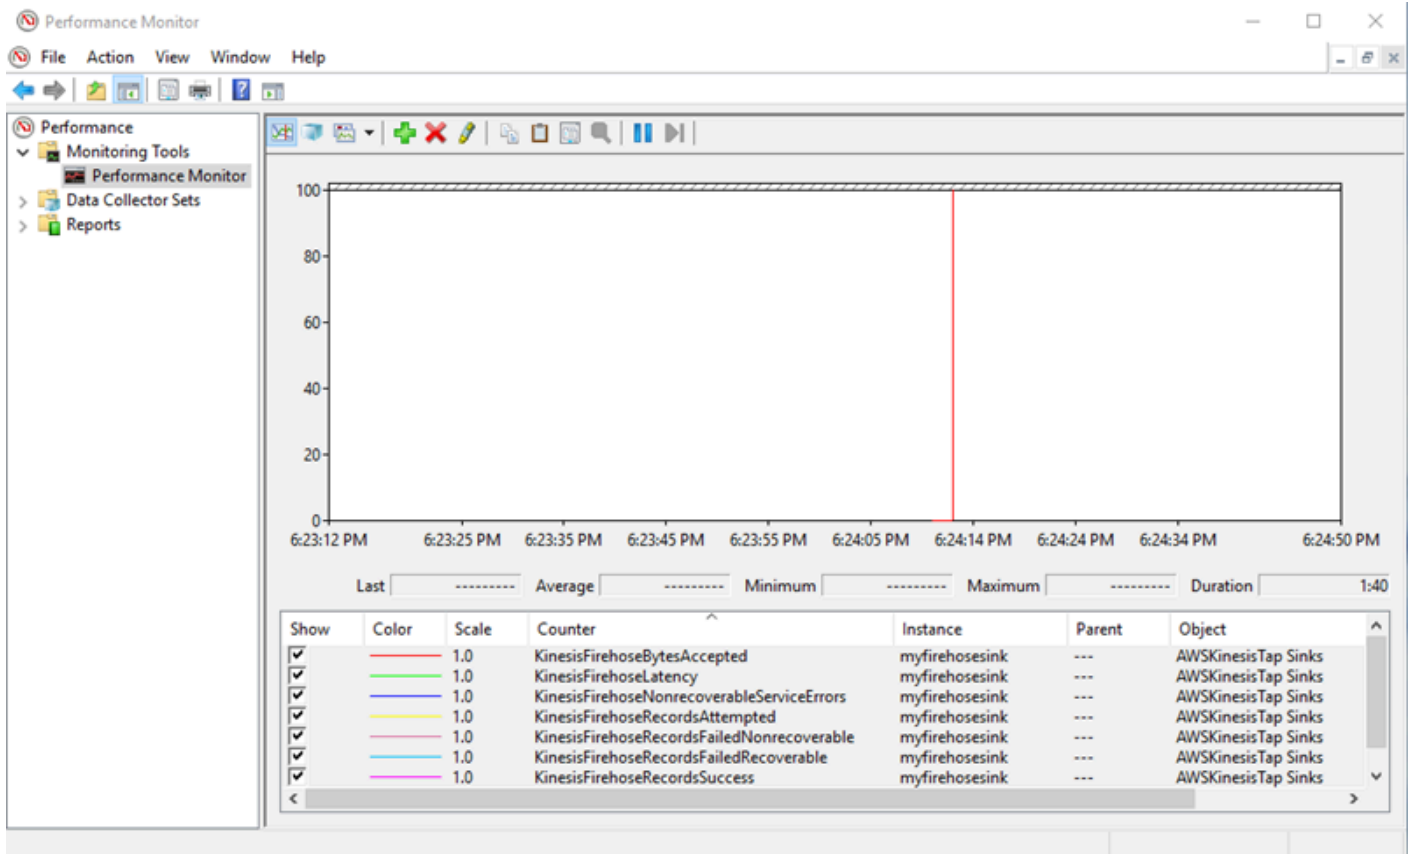 Performance Monitor
File Action View Window Help
Performance
Monitoring Tools
Performance Monitor
Data Collector Sets
Reports
100
80
60
40
20
0
6:23:12 PM 6:23:25 PM 6:23:35 PM 6:23:45 PM 6:23:55 PM 6:24:05 PM 6:24:14 PM 6:24:24 PM 6:24:34 PM 6:24:50 PM
Last --------- Average --------- Minimum --------- Maximum --------- Duration 1:40
Show Color Scale Counter Instance Parent Object
1.0 KinesisFirehoseBytesAccepted myfirehosesink --- AWSKinesisTap Sinks
1.0 KinesisFirehoseLatency myfirehosesink --- AWSKinesisTap Sinks
1.0 KinesisFirehoseNonrecoverableServiceErrors myfirehosesink --- AWSKinesisTap Sinks
1.0 KinesisFirehoseRecordsAttempted myfirehosesink --- AWSKinesisTap Sinks
1.0 KinesisFirehoseRecordsFailedNonrecoverable myfirehosesink --- AWSKinesisTap Sinks
1.0 KinesisFirehoseRecordsFailedRecoverable myfirehosesink --- AWSKinesisTap Sinks
1.0 KinesisFirehoseRecordsSuccess myfirehosesink --- AWSKinesisTap Sinks